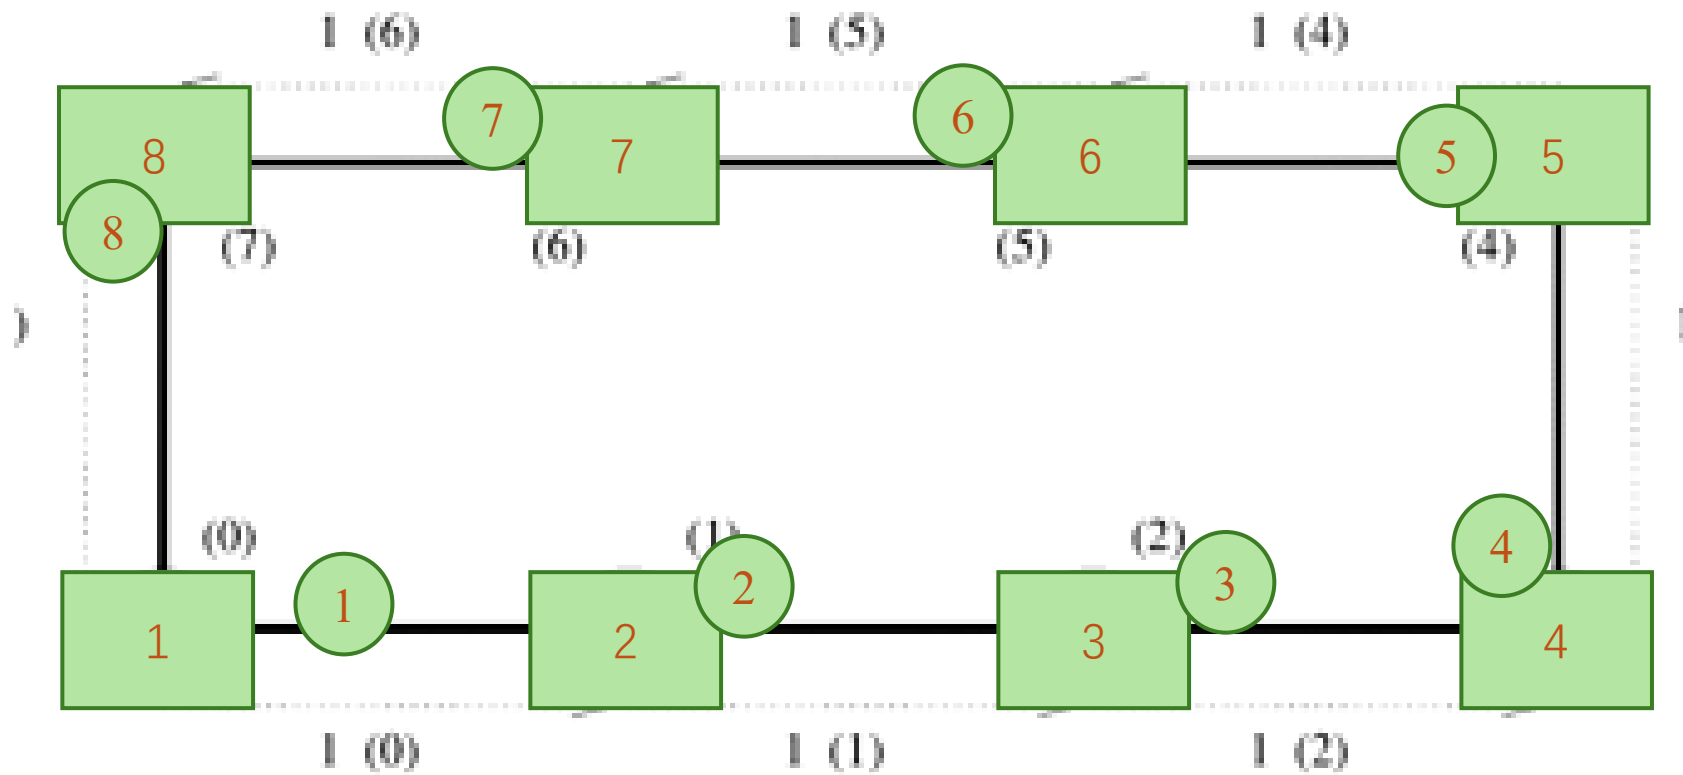 1 (6) 1 (5) 1 (4)
8 7 7 6 6 5 5
8 (7) (6) (5) (4)
)
(0) (1) (2) 4
1 1 2 2 3 3 4
1 (0) 1 (1) 1 (2)